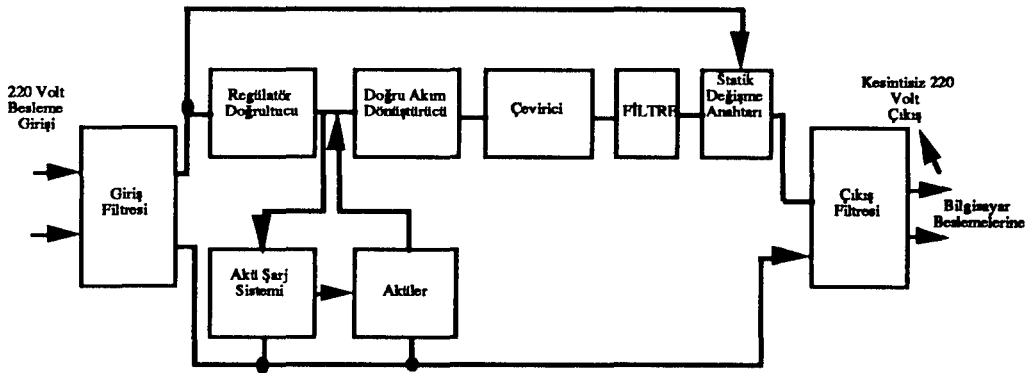 220 Volt
Besleme
Girişi
Giriş
Filtresi
Regülatör
Doğrultucu
Doğru Akım
Dönüştürücü
Çevirici
FİLTRE
Statik
Değişme
Anahtarı
Kesintisiz 220
Volt
Çıkış
Çıkış
Filtresi
Bilgisayar
Beslemelerine
Akü Şarj
Sistemi
Aküler